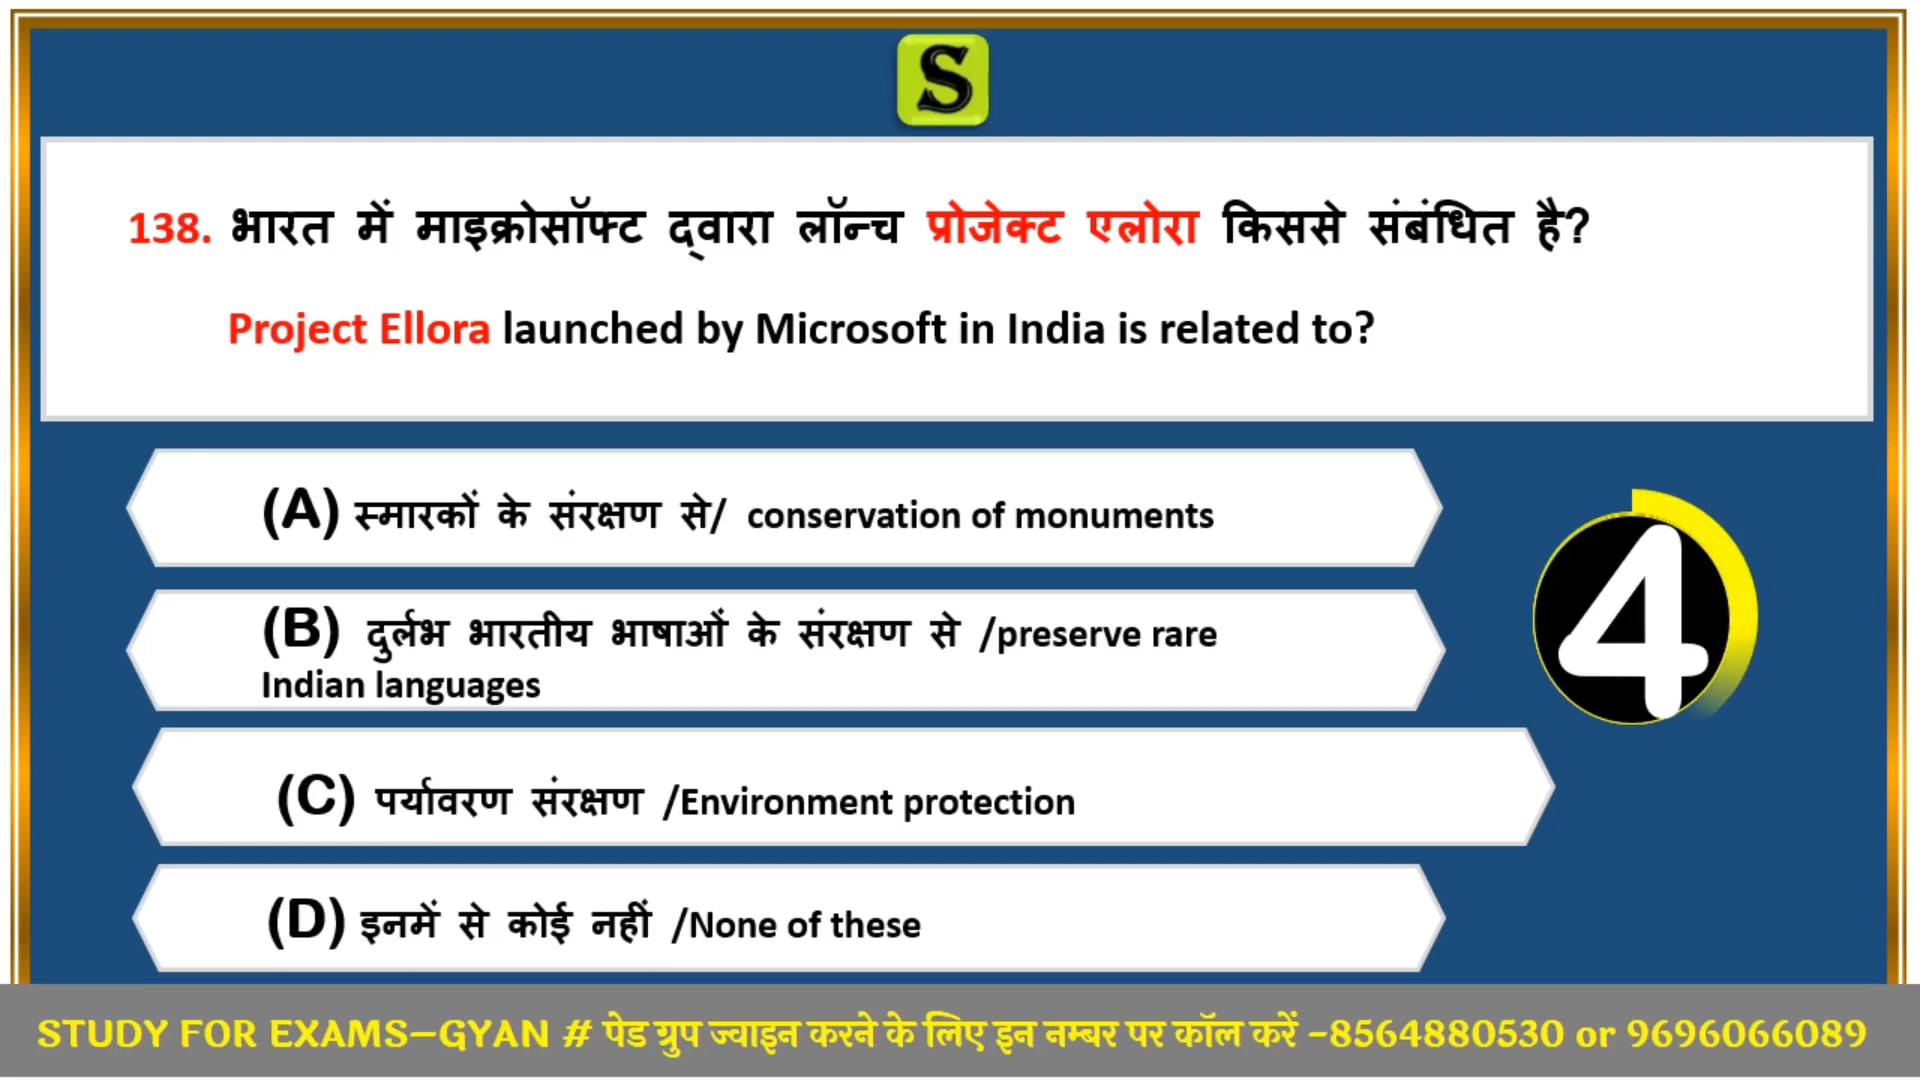 S
138. भारत में माइक्रोसॉफ्ट द्वारा लॉन्च प्रोजेक्ट एलोरा किससे संबंधित है?
Project Ellora launched by Microsoft in India is related to?
(A) स्मारकों के संरक्षण से/ conservation of monuments
(B) दुर्लभ भारतीय भाषाओं के संरक्षण से /preserve rare
Indian languages
4
(C) पर्यावरण संरक्षण /Environment protection
(D) इनमें से कोई नहीं /None of these
STUDY FOR EXAMS–GYAN # पेड ग्रुप ज्वाइन करने के लिए इन नम्बर पर कॉल करें -8564880530 or 9696066089